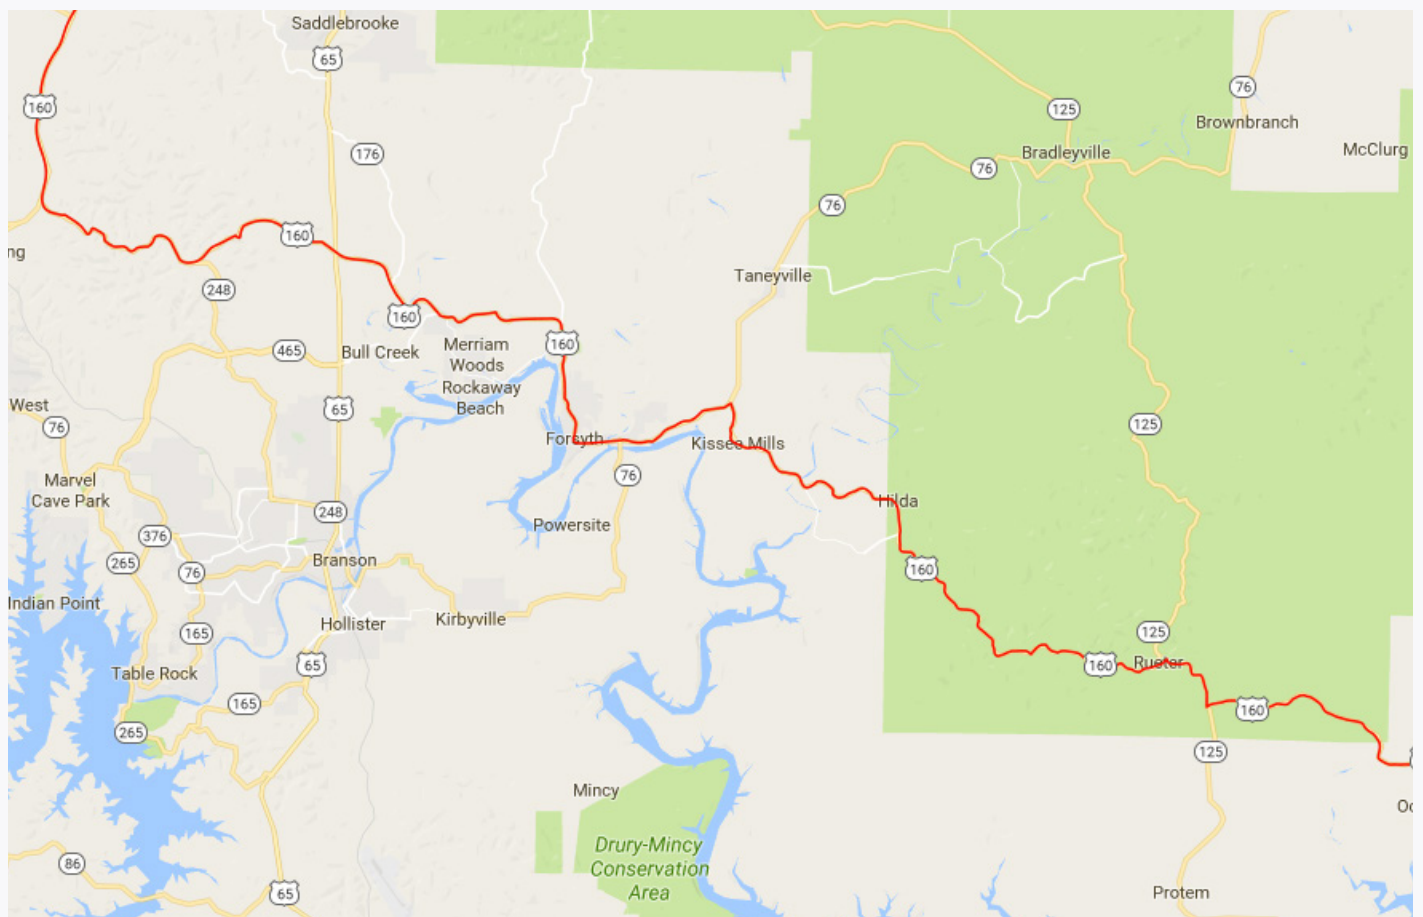 Saddlebrooke
65
160
76
125
Brownbranch
176
Bradleyville
McClurg
76
76
160
ng
Taneyville
248
160
160
465
Bull Creek
Merriam
Woods
Rockaway
Beach
West
65
76
125
Forsyth
Kissee Mills
76
Marvel
Cave Park
Hilda
248
Powersite
376
265
Branson
76
160
Indian Point
Hollister
Kirbyville
165
125
65
160
Rueter
Table Rock
165
160
265
125
Mincy
Oc
Drury-Mincy
Conservation
Area
86
65
Protem